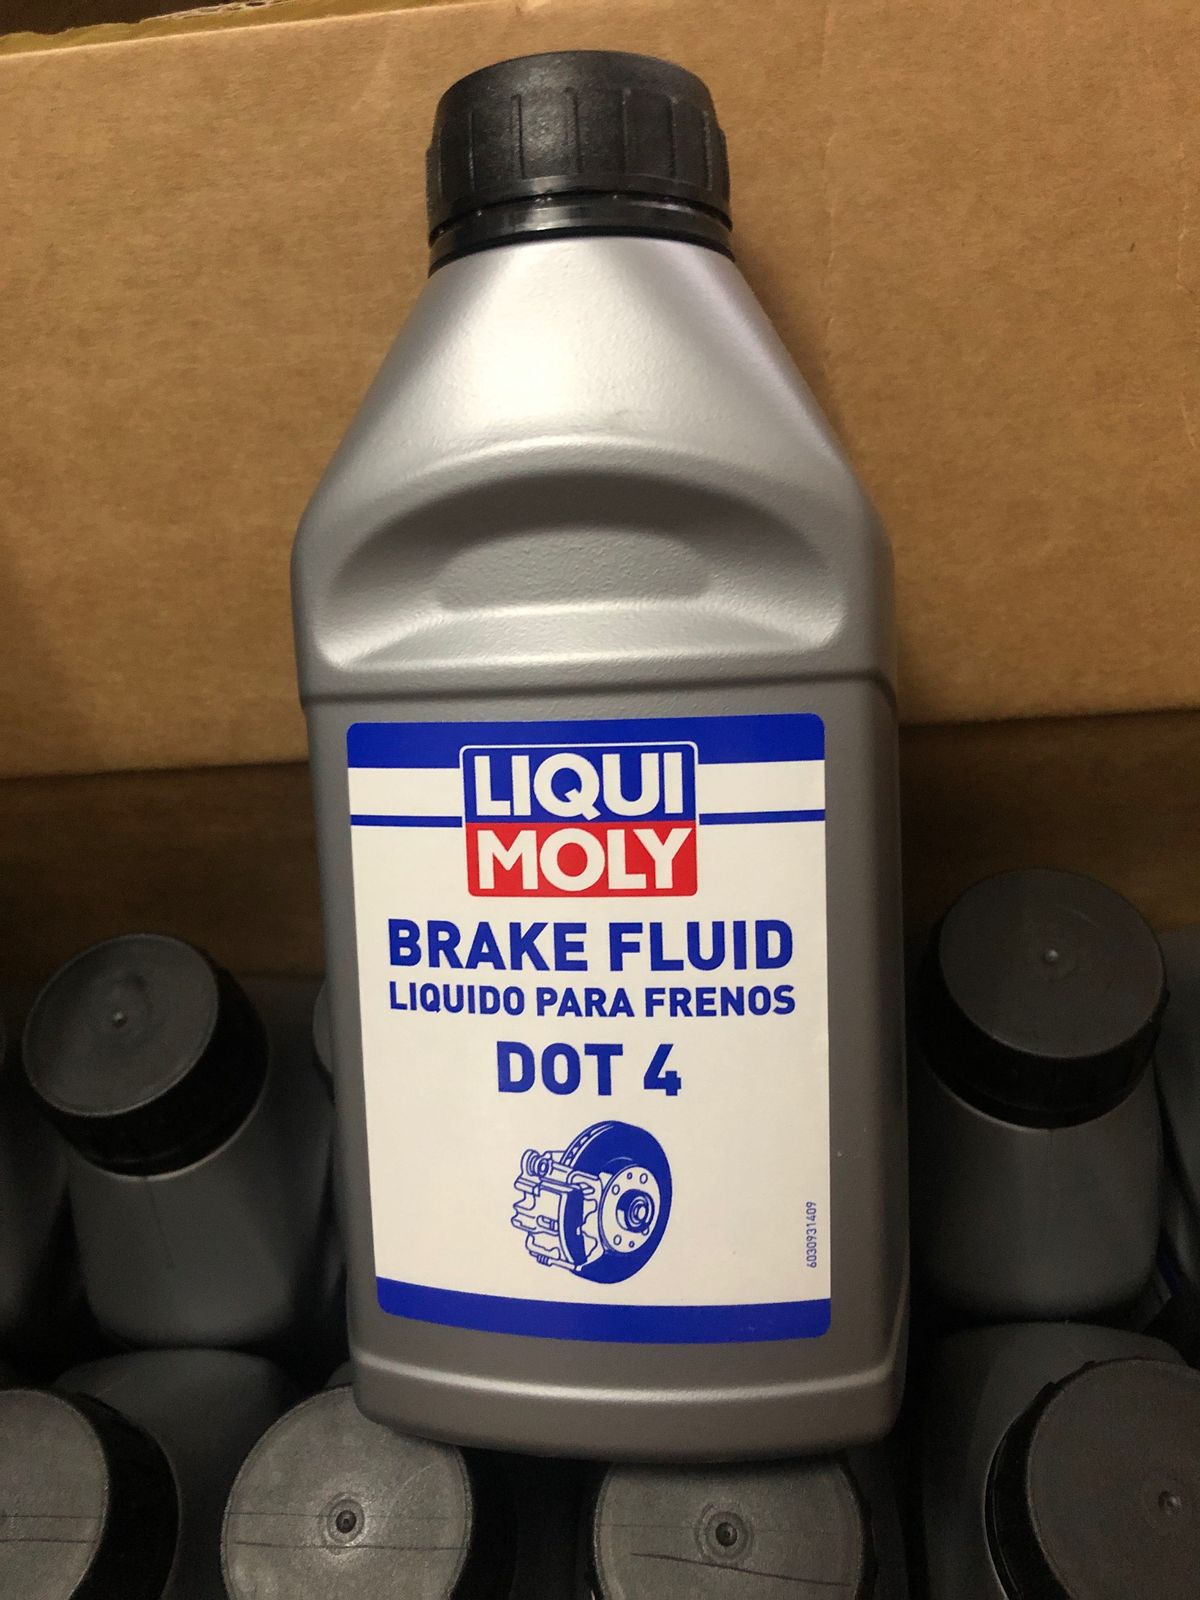 LIQUI
MOLY
BRAKE FLUID
LIQUIDO PARA FRENOS
DOT 4
6030931409